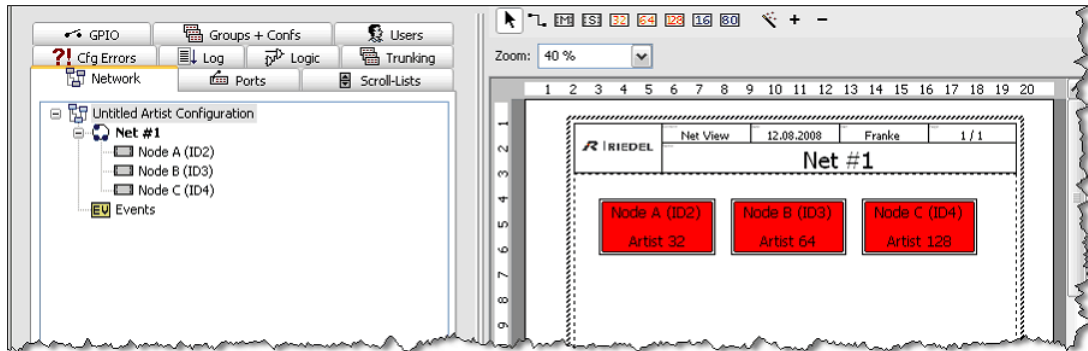 GPIO Groups + Confs Users
?! Cfg Errors Log Logic Trunking
Network Ports Scroll-Lists
Untitled Artist Configuration
Net #1
Node A (ID2)
Node B (ID3)
Node C (ID4)
EV Events
M S 32 64 128 16 80
Zoom: 40 %
1 2 3 4 5 6 7 8 9 10 11 12 13 14 15 16 17 18 19 20
1
2
3
4
5
6
7
8
9
RIEDEL Net View 12.08.2008 Franke 1 / 1
Net #1
Node A (ID2) Node B (ID3) Node C (ID4)
Artist 32 Artist 64 Artist 128